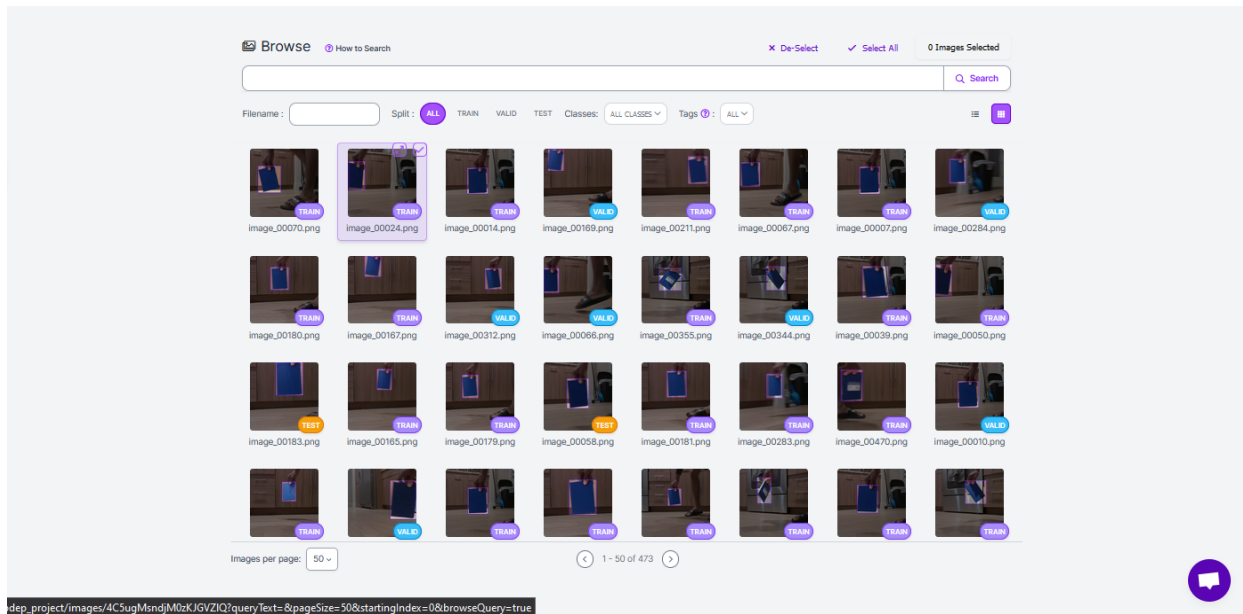 Browse How to Search De-Select Select All 0 Images Selected
Search
Filename : Split : ALL TRAIN VALID TEST Classes: ALL CLASSES Tags : ALL
TRAIN TRAIN TRAIN VALID TRAIN TRAIN TRAIN VALID
image_00070.png image_00024.png image_00014.png image_00169.png image_00211.png image_00067.png image_00007.png image_00284.png
TRAIN TRAIN VALID VALID TRAIN VALID TRAIN TRAIN
image_00180.png image_00167.png image_00312.png image_00066.png image_00355.png image_00344.png image_00039.png image_00050.png
TEST TRAIN TRAIN TEST TRAIN TRAIN TRAIN VALID
image_00183.png image_00165.png image_00179.png image_00058.png image_00181.png image_00283.png image_00470.png image_00010.png
TRAIN VALID TRAIN TRAIN TRAIN TRAIN TRAIN TRAIN
Images per page: 50 1 - 50 of 473
dep_project/images/4C5ugMsndjM0zKJGVZIQ?queryText=&pageSize=50&startingIndex=0&browseQuery=true